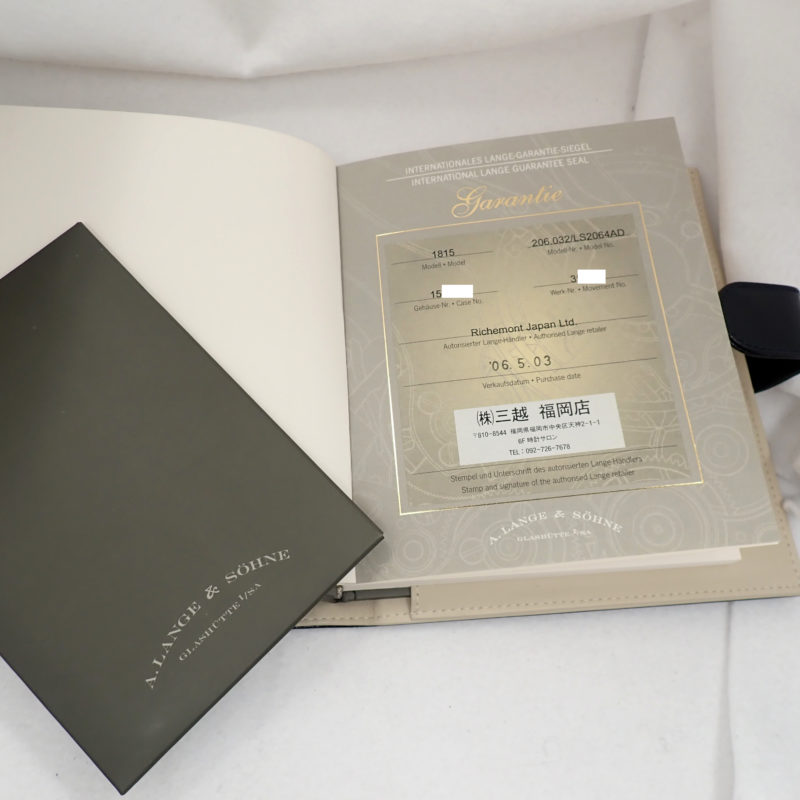 INTERNATIONALES LANGE-GARANTIE-SIEGEL
INTERNATIONAL LANGE GUARANTEE SEAL
Garantie
1815
Modell • Model
206.032/LS2064AD
Modell-Nr. • Model No.
15
Gehäuse-Nr. • Case No.
3
Werk-Nr. • Movement No.
Richemont Japan Ltd.
Autorisierter Lange-Händler • Authorised Lange retailer
'06. 5. 03
Verkaufsdatum • Purchase date
㈱三越 福岡店
〒810-8544 福岡県福岡市中央区天神2-1-1
6F 時計サロン
TEL:092-726-7678
Stempel und Unterschrift des autorisierten Lange-Händlers
Stamp and signature of the authorised Lange retailer
A. LANGE & SÖHNE
GLASHÜTTE I/SA
A. LANGE & SÖHNE
GLASHÜTTE I/SA